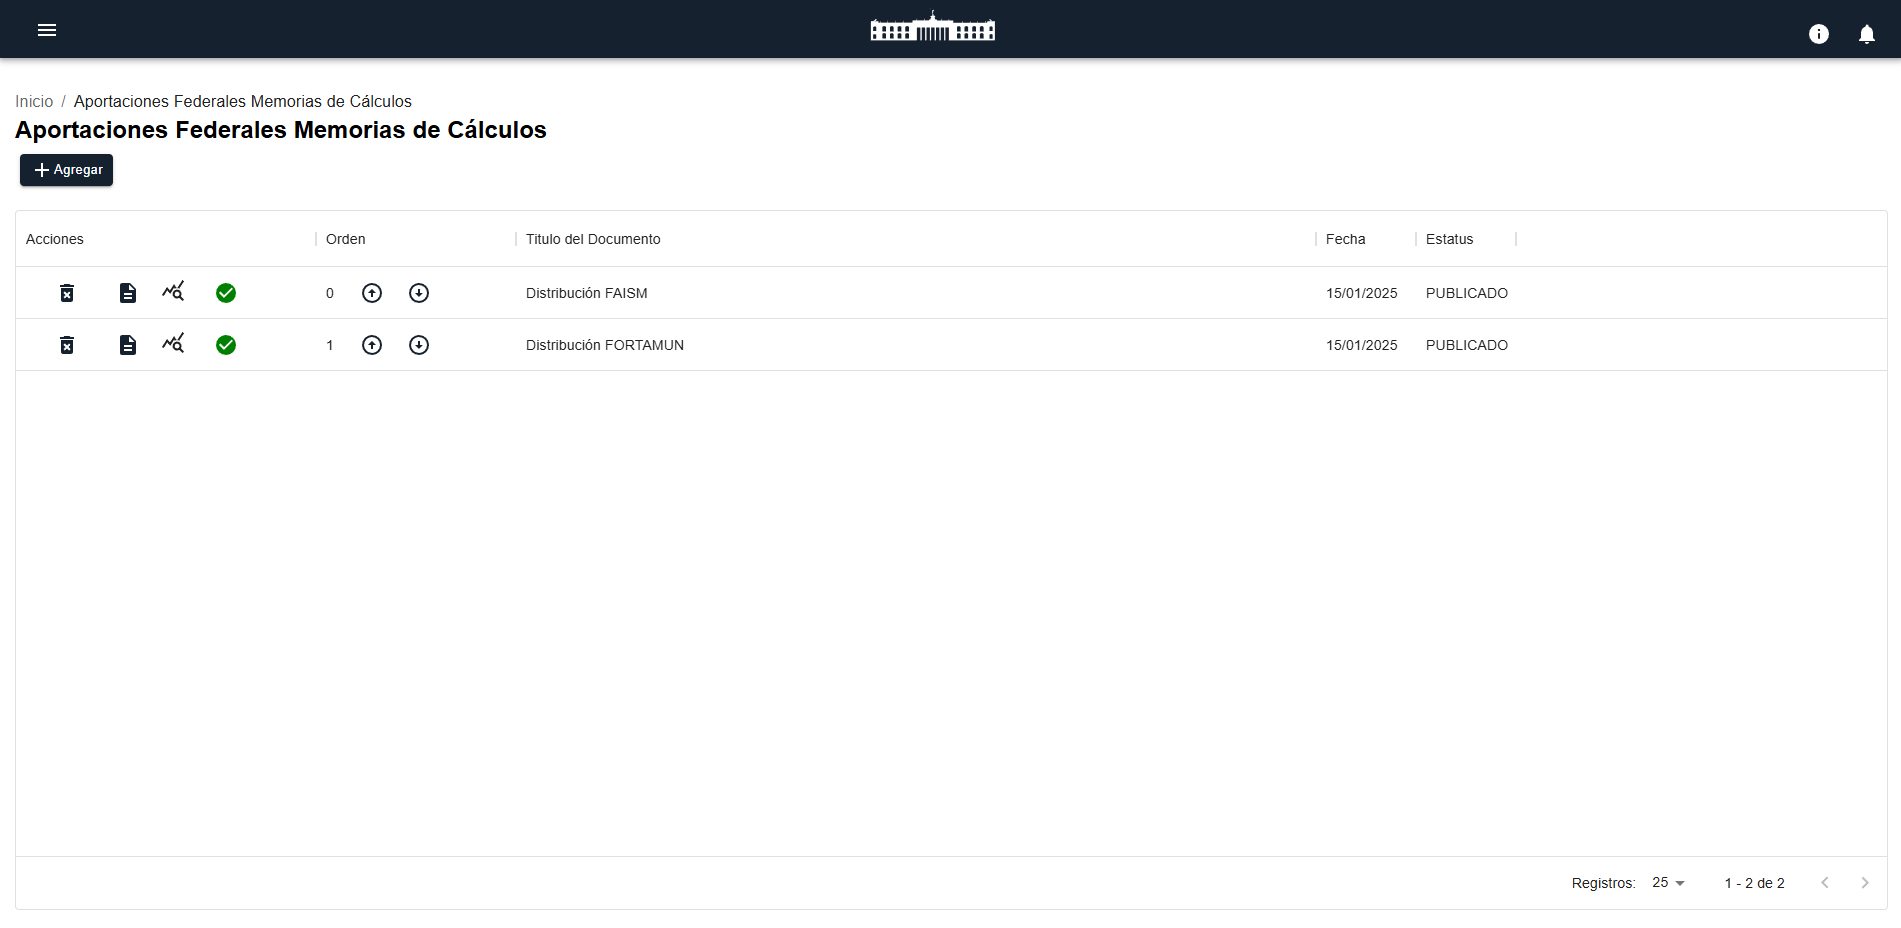 Inicio / Aportaciones Federales Memorias de Cálculos
Aportaciones Federales Memorias de Cálculos
Agregar
Acciones Orden Titulo del Documento Fecha Estatus
0 Distribución FAISM 15/01/2025 PUBLICADO
1 Distribución FORTAMUN 15/01/2025 PUBLICADO
Registros: 25 1 - 2 de 2